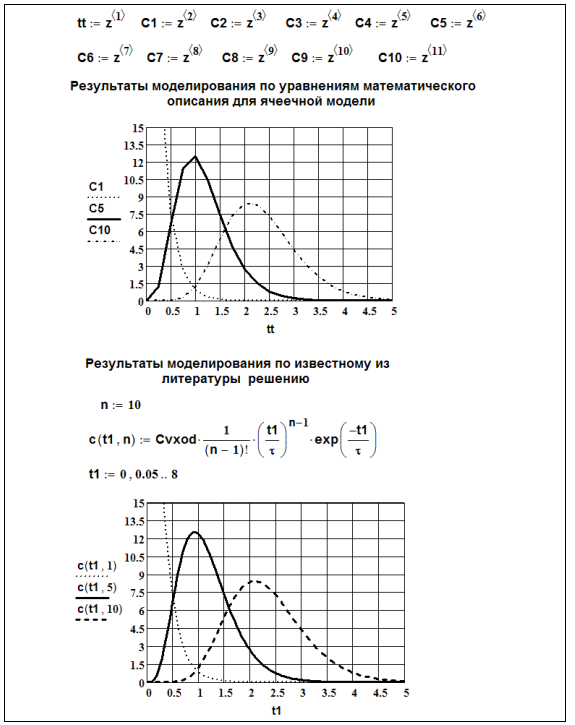 tt := z⟨1⟩ C1 := z⟨2⟩ C2 := z⟨3⟩ C3 := z⟨4⟩ C4 := z⟨5⟩ C5 := z⟨6⟩
C6 := z⟨7⟩ C7 := z⟨8⟩ C8 := z⟨9⟩ C9 := z⟨10⟩ C10 := z⟨11⟩
Результаты моделирования по уравнениям математического
описания для ячеечной модели
15
13.5
12
10.5
9
7.5
6
4.5
3
1.5
0
C1
C5
C10
0 0.5 1 1.5 2 2.5 3 3.5 4 4.5 5
tt
Результаты моделирования по известному из
литературы решению
n := 10
c(t1 , n) := Cvxod · 1/(n − 1)! · (t1/τ)^(n−1) · exp(−t1/τ)
t1 := 0 , 0.05 .. 8
15
13.5
12
10.5
9
7.5
6
4.5
3
1.5
0
c(t1 , 1)
c(t1 , 5)
c(t1 , 10)
0 0.5 1 1.5 2 2.5 3 3.5 4 4.5 5
t1